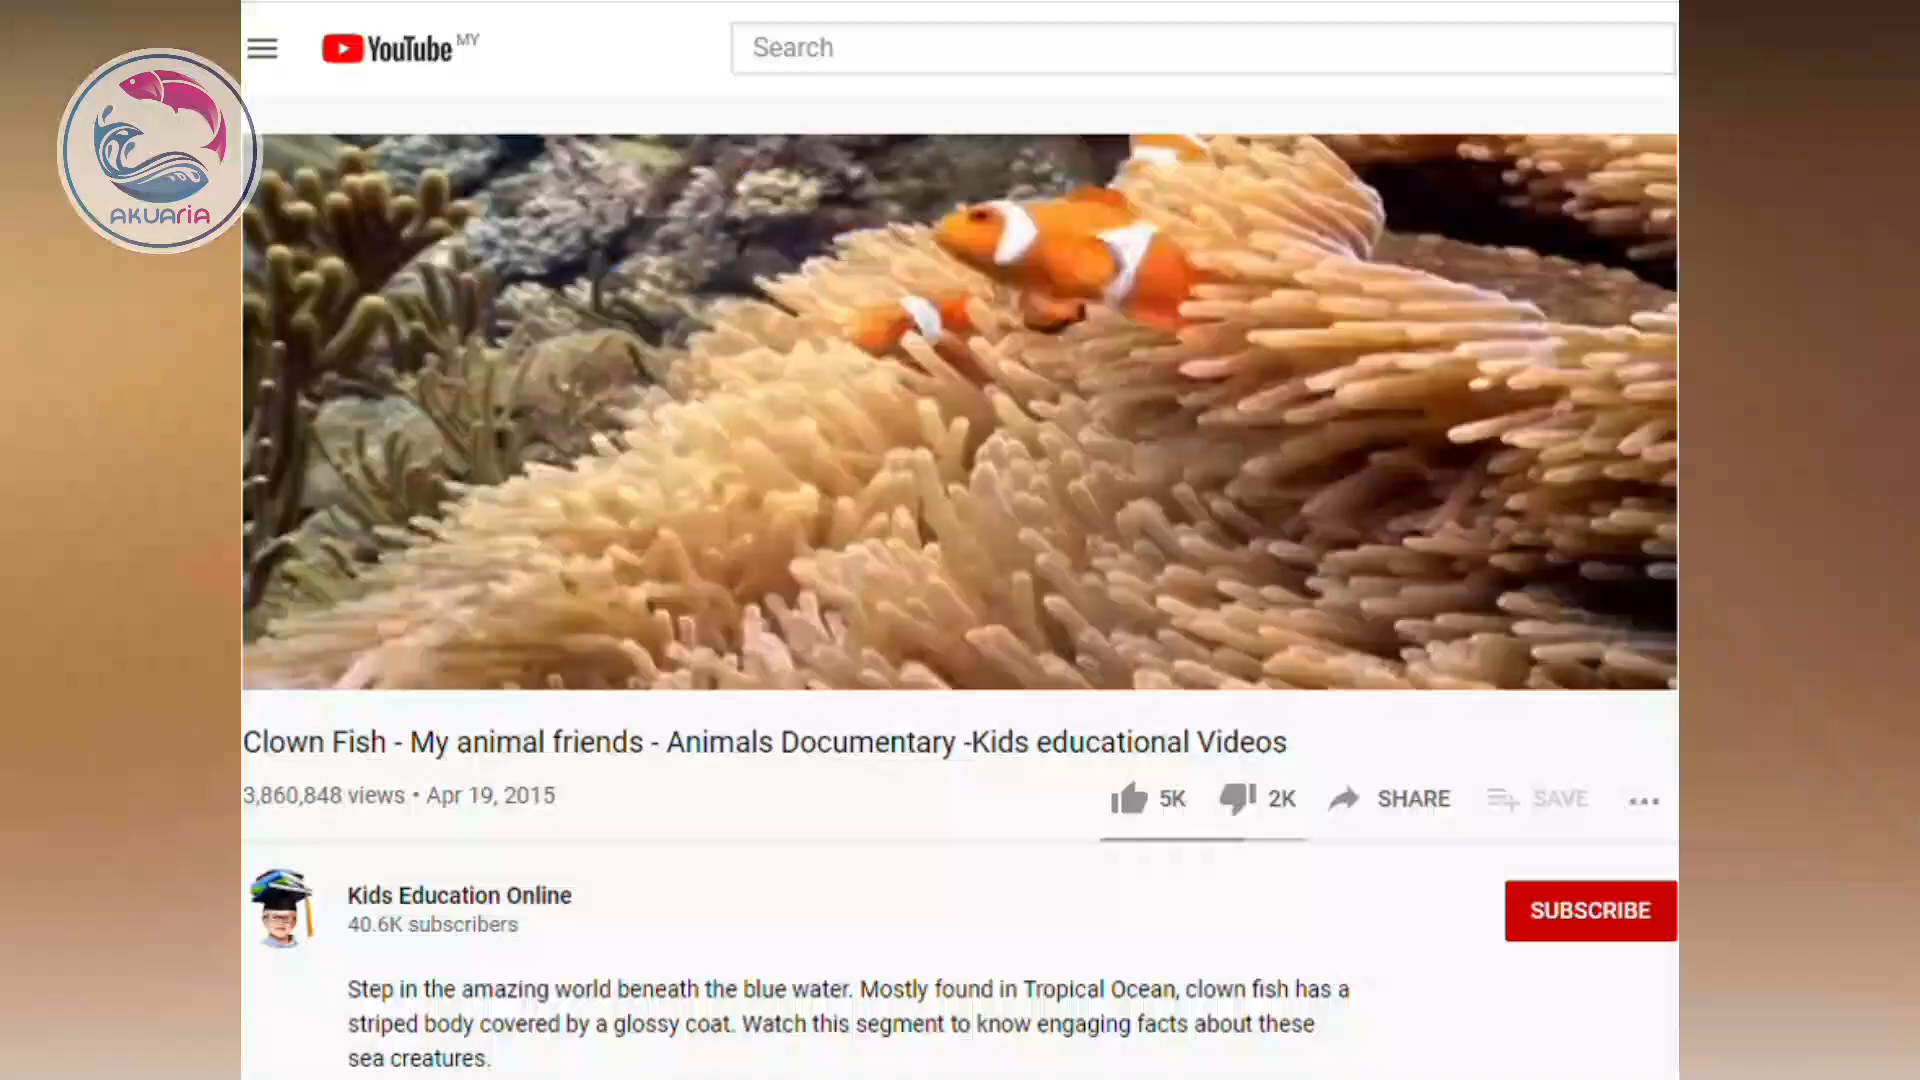 YouTube MY
Search
AKUARIA
Clown Fish - My animal friends - Animals Documentary -Kids educational Videos
3,860,848 views • Apr 19, 2015
5K 2K SHARE SAVE
Kids Education Online
40.6K subscribers
SUBSCRIBE
Step in the amazing world beneath the blue water. Mostly found in Tropical Ocean, clown fish has a
striped body covered by a glossy coat. Watch this segment to know engaging facts about these
sea creatures.